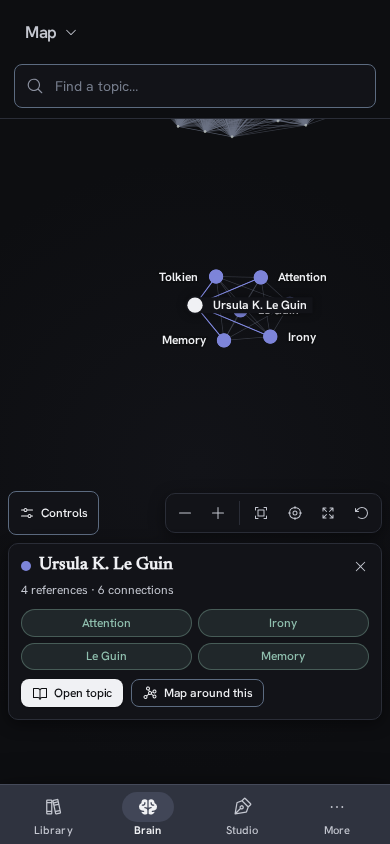 Map
Find a topic...
Tolkien
Attention
Ursula K. Le Guin
Memory
Irony
Controls
Ursula K. Le Guin
4 references · 6 connections
Attention
Irony
Le Guin
Memory
Open topic
Map around this
Library
Brain
Studio
More